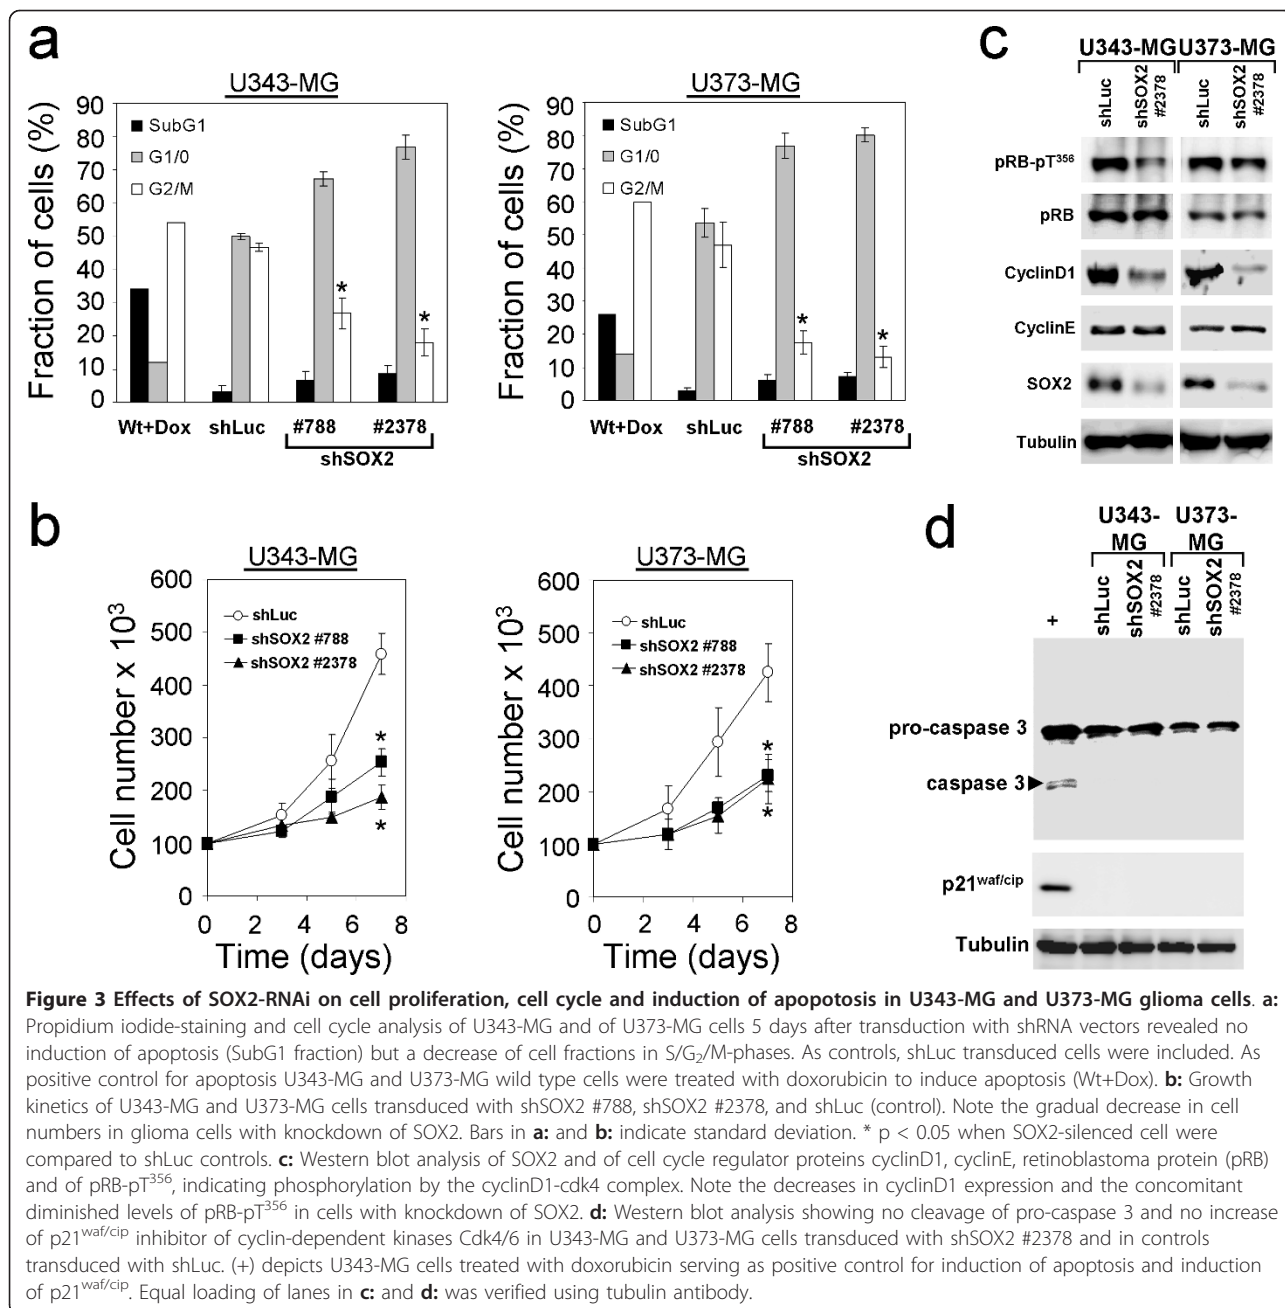 a
U343-MG
Fraction of cells (%)
90
80
70
60
50
40
30
20
10
0
SubG1
G1/0
G2/M
*
*
Wt+Dox shLuc #788 #2378
shSOX2
U373-MG
Fraction of cells (%)
90
80
70
60
50
40
30
20
10
0
SubG1
G1/0
G2/M
*
*
Wt+Dox shLuc #788 #2378
shSOX2
b
U343-MG
Cell number x 10³
600
500
400
300
200
100
0
shLuc
shSOX2 #788
shSOX2 #2378
*
*
0 2 4 6 8
Time (days)
U373-MG
Cell number x 10³
600
500
400
300
200
100
0
shLuc
shSOX2 #788
shSOX2 #2378
*
*
0 2 4 6 8
Time (days)
c
U343-MG U373-MG
shLuc
shSOX2
#2378
shLuc
shSOX2
#2378
pRB-pT³⁵⁶
pRB
CyclinD1
CyclinE
SOX2
Tubulin
d
U343-
MG
U373-
MG
+
shLuc
shSOX2
#2378
shLuc
shSOX2
#2378
pro-caspase 3
caspase 3
p21waf/cip
Tubulin
Figure 3 Effects of SOX2-RNAi on cell proliferation, cell cycle and induction of apopotosis in U343-MG and U373-MG glioma cells. a:
Propidium iodide-staining and cell cycle analysis of U343-MG and of U373-MG cells 5 days after transduction with shRNA vectors revealed no
induction of apoptosis (SubG1 fraction) but a decrease of cell fractions in S/G₂/M-phases. As controls, shLuc transduced cells were included. As
positive control for apoptosis U343-MG and U373-MG wild type cells were treated with doxorubicin to induce apoptosis (Wt+Dox). b: Growth
kinetics of U343-MG and U373-MG cells transduced with shSOX2 #788, shSOX2 #2378, and shLuc (control). Note the gradual decrease in cell
numbers in glioma cells with knockdown of SOX2. Bars in a: and b: indicate standard deviation. * p < 0.05 when SOX2-silenced cell were
compared to shLuc controls. c: Western blot analysis of SOX2 and of cell cycle regulator proteins cyclinD1, cyclinE, retinoblastoma protein (pRB)
and of pRB-pT³⁵⁶, indicating phosphorylation by the cyclinD1-cdk4 complex. Note the decreases in cyclinD1 expression and the concomitant
diminished levels of pRB-pT³⁵⁶ in cells with knockdown of SOX2. d: Western blot analysis showing no cleavage of pro-caspase 3 and no increase
of p21waf/cip inhibitor of cyclin-dependent kinases Cdk4/6 in U343-MG and U373-MG cells transduced with shSOX2 #2378 and in controls
transduced with shLuc. (+) depicts U343-MG cells treated with doxorubicin serving as positive control for induction of apoptosis and induction
of p21waf/cip. Equal loading of lanes in c: and d: was verified using tubulin antibody.